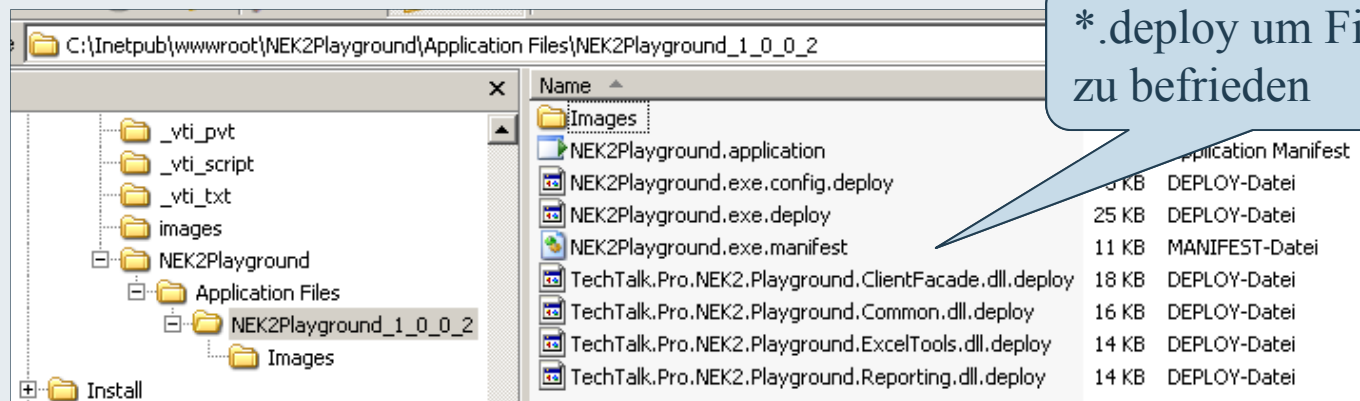 *.deploy um
zu befrieden
C:\Inetpub\wwwroot\NEK2Playground\Application Files\NEK2Playground_1_0_0_2
_vti_pvt
_vti_script
_vti_txt
images
NEK2Playground
Application Files
NEK2Playground_1_0_0_2
Images
Install
Name
Images
NEK2Playground.application Manifest
NEK2Playground.exe.config.deploy KB DEPLOY-Datei
NEK2Playground.exe.deploy 25 KB DEPLOY-Datei
NEK2Playground.exe.manifest 11 KB MANIFEST-Datei
TechTalk.Pro.NEK2.Playground.ClientFacade.dll.deploy 18 KB DEPLOY-Datei
TechTalk.Pro.NEK2.Playground.Common.dll.deploy 16 KB DEPLOY-Datei
TechTalk.Pro.NEK2.Playground.ExcelTools.dll.deploy 14 KB DEPLOY-Datei
TechTalk.Pro.NEK2.Playground.Reporting.dll.deploy 14 KB DEPLOY-Datei